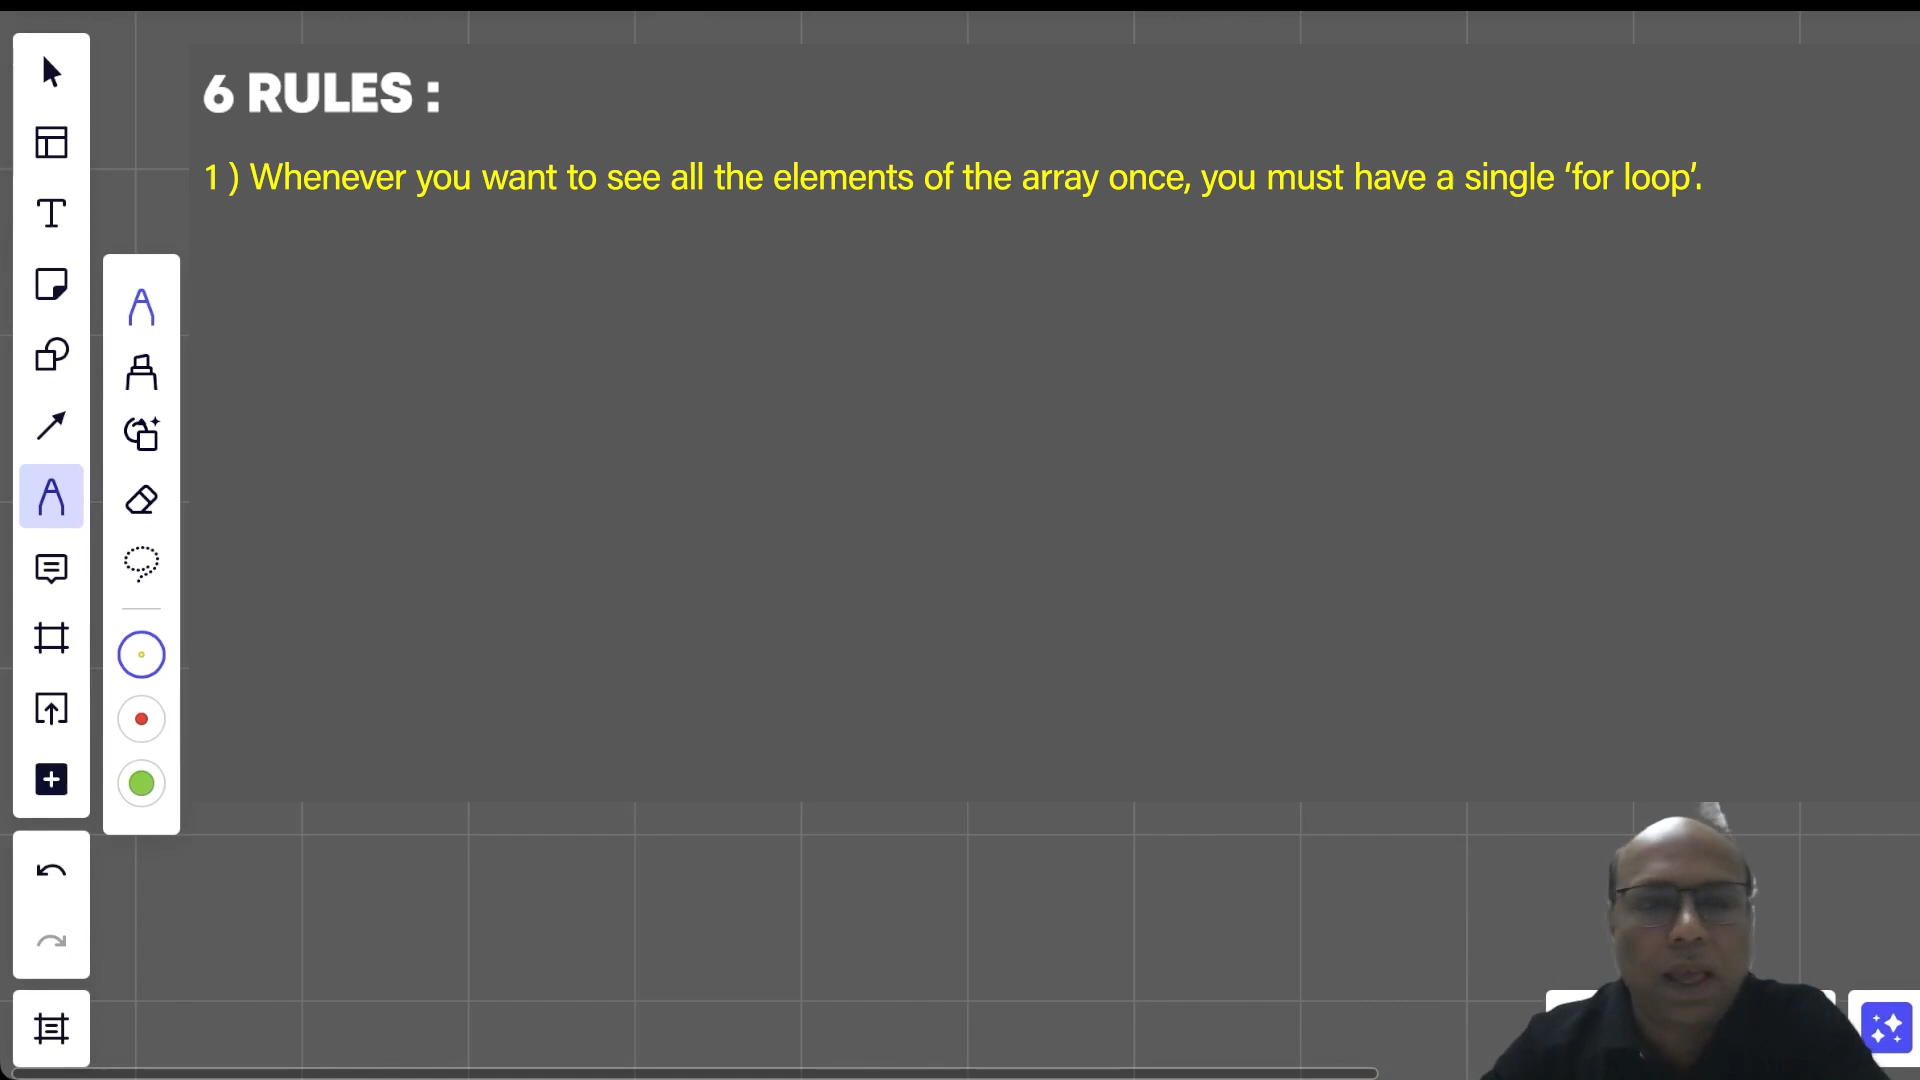 6 RULES :
1 ) Whenever you want to see all the elements of the array once, you must have a single ‘for loop’.